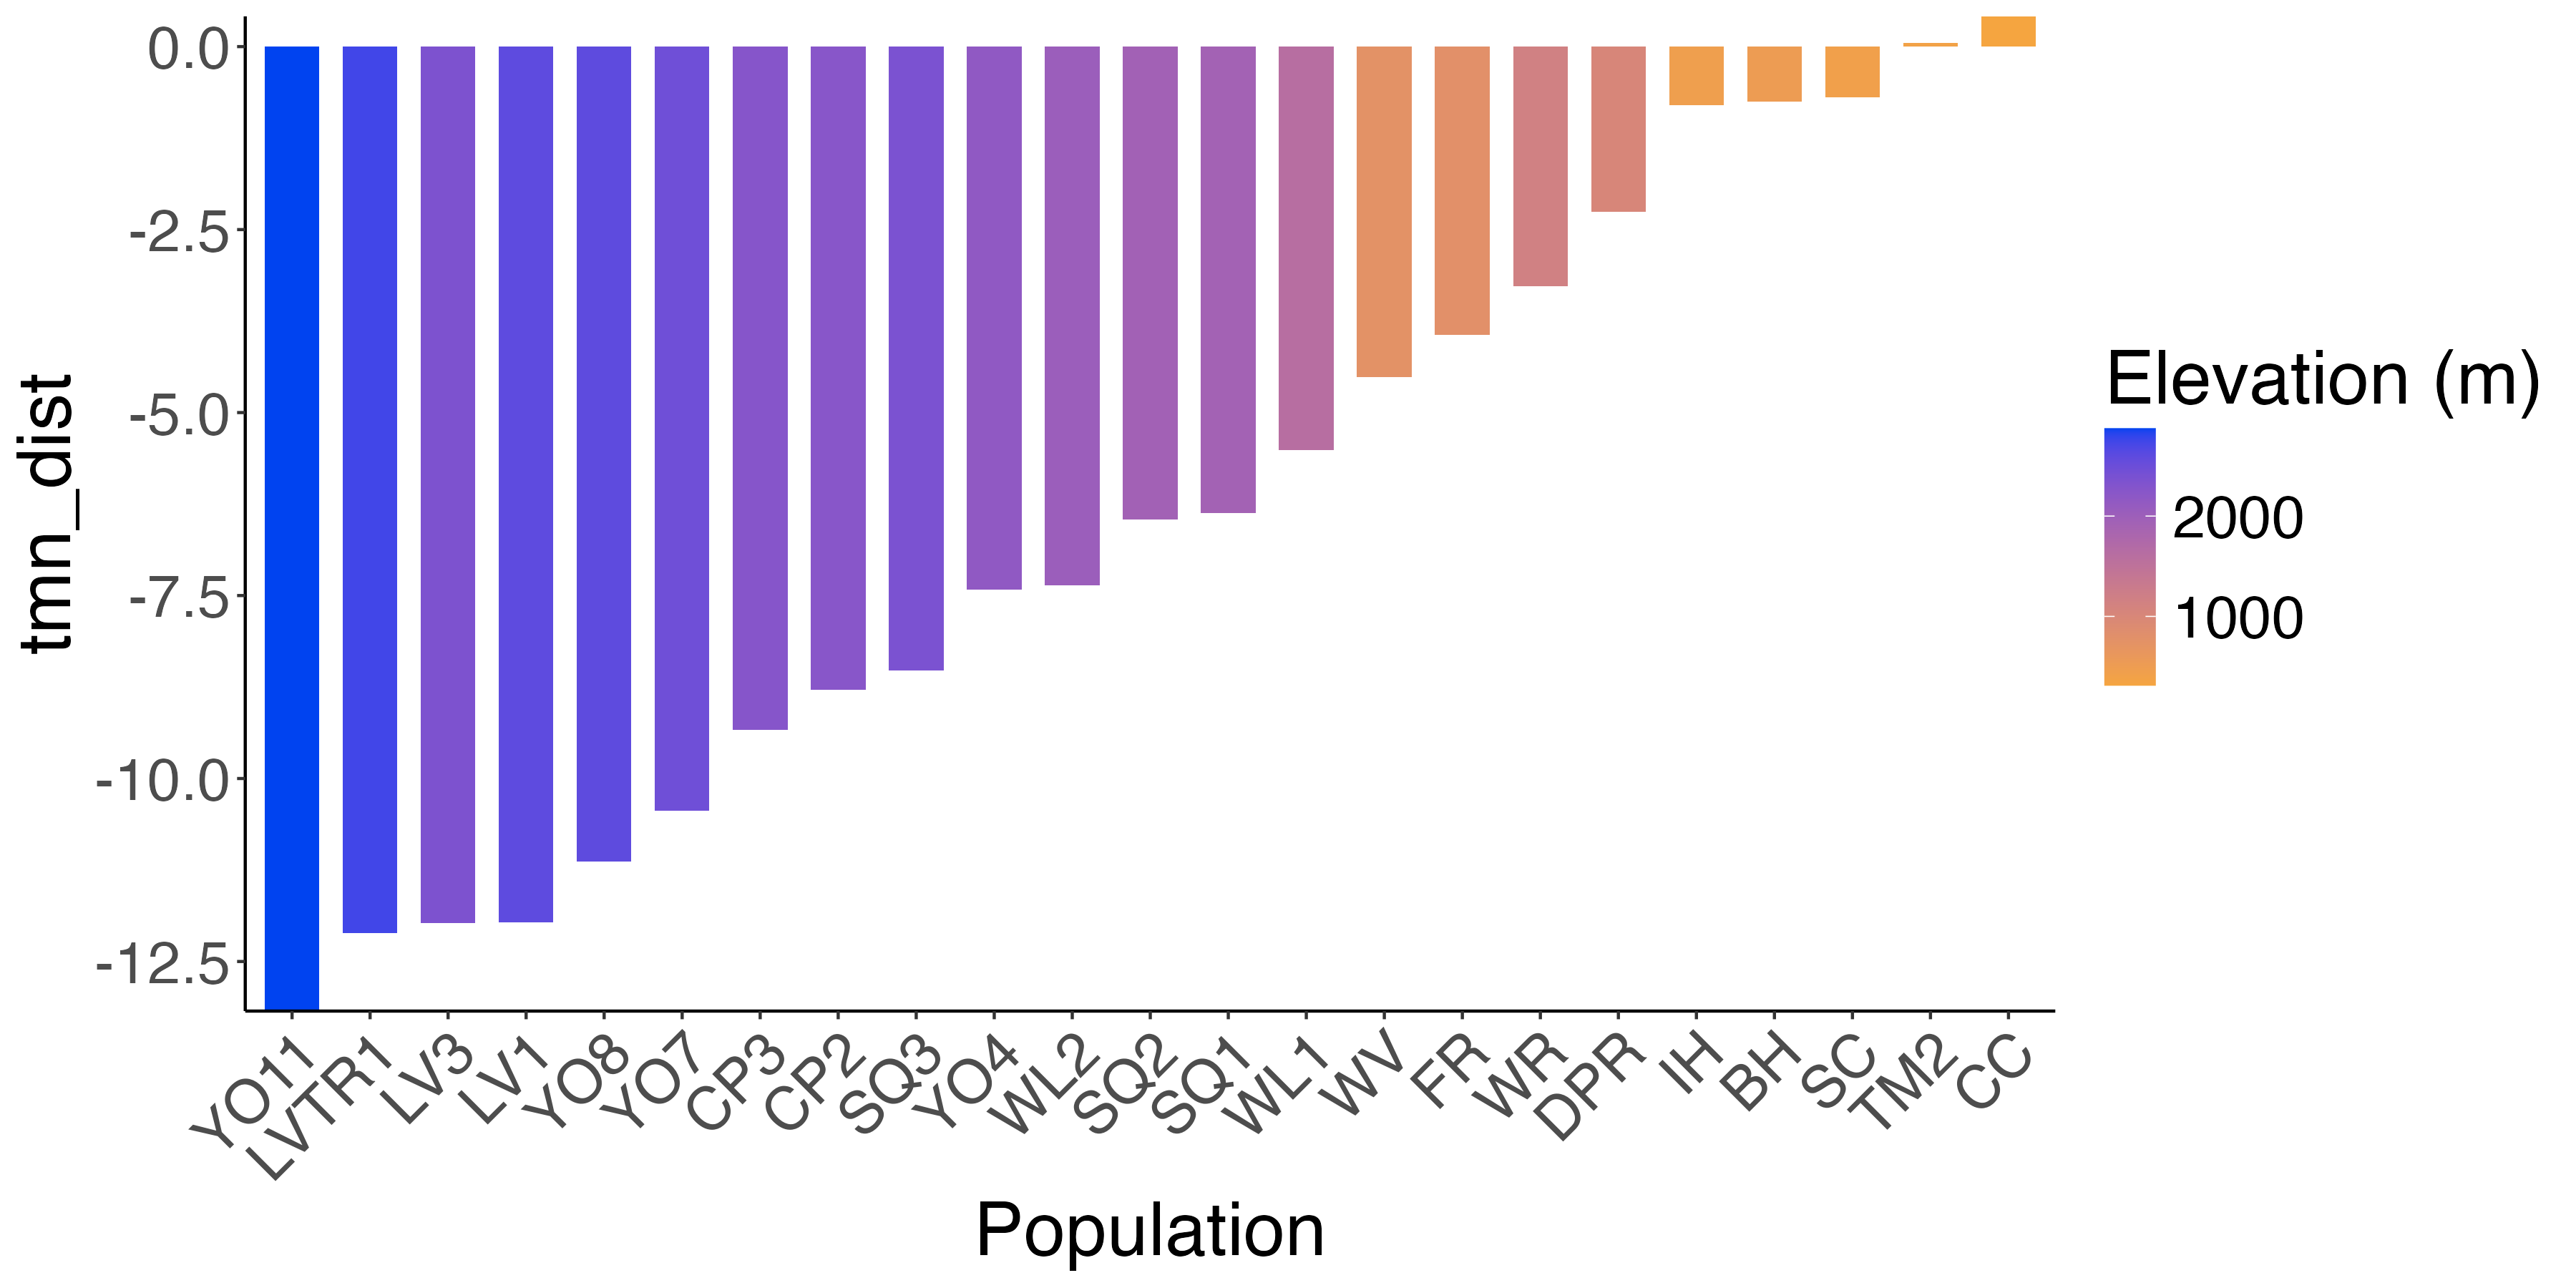 tmn_dist
0.0
-2.5
-5.0
-7.5
-10.0
-12.5
YO11
LVTR1
LV3
LV1
YO8
YO7
CP3
CP2
SQ3
YO4
WL2
SQ2
SQ1
WL1
WV
FR
WR
DPR
IH
BH
SC
TM2
CC
Population
Elevation (m)
2000
1000